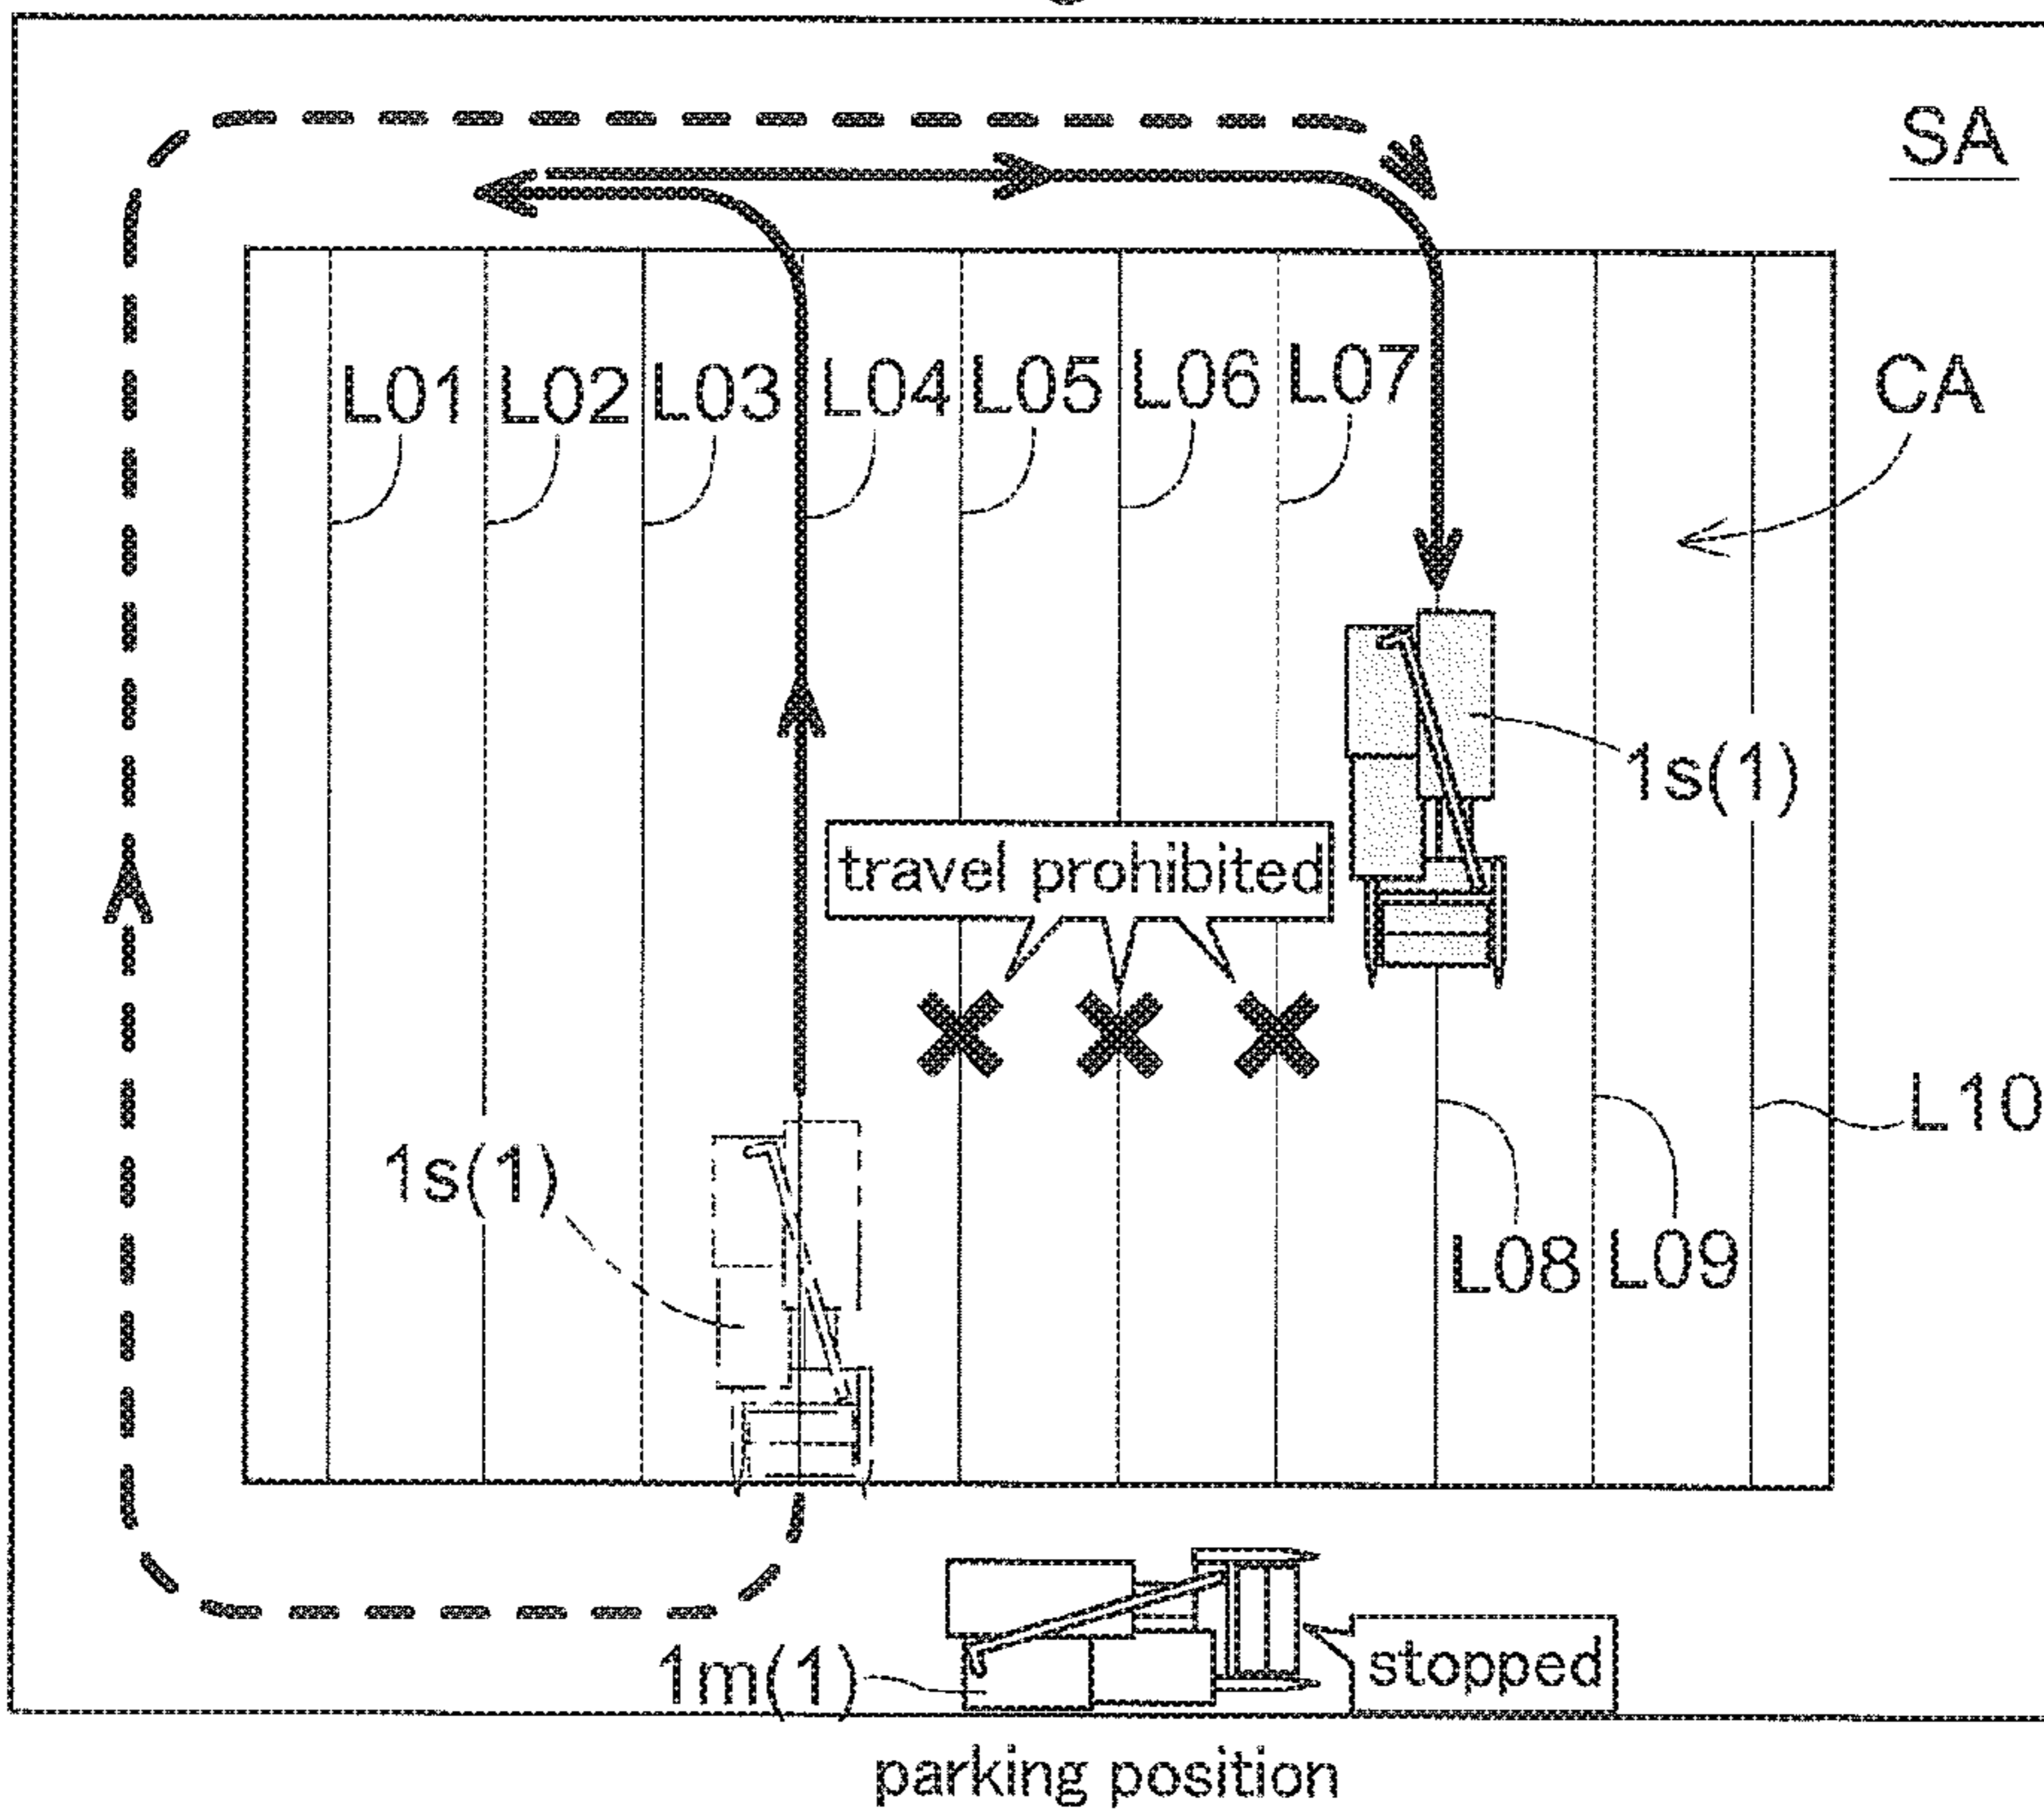 SA
L01 L02 L03 L04 L05 L06 L07
CA
1s(1)
travel prohibited
L10
1s(1)
L08 L09
1m(1)
stopped
parking position